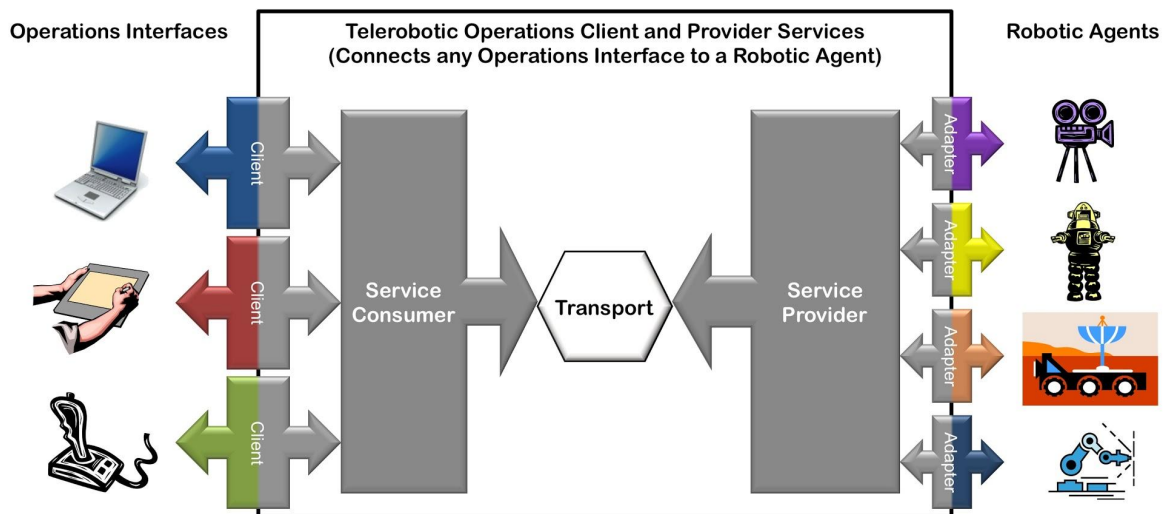 Operations Interfaces
Telerobotic Operations Client and Provider Services
(Connects any Operations Interface to a Robotic Agent)
Robotic Agents
Client
Client
Client
Service
Consumer
Transport
Service
Provider
Adapter
Adapter
Adapter
Adapter